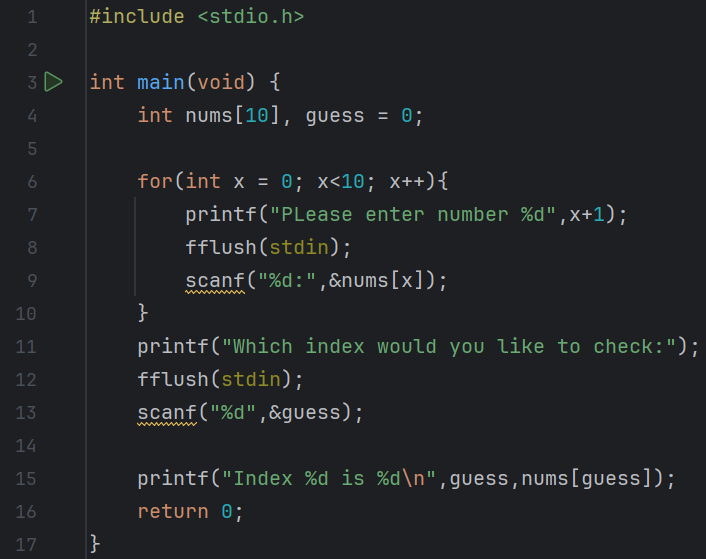 1 #include <stdio.h>
2
3 int main(void) {
4     int nums[10], guess = 0;
5
6     for(int x = 0; x<10; x++){
7         printf("PLease enter number %d",x+1);
8         fflush(stdin);
9         scanf("%d:",&nums[x]);
10     }
11     printf("Which index would you like to check:");
12     fflush(stdin);
13     scanf("%d",&guess);
14
15     printf("Index %d is %d\n",guess,nums[guess]);
16     return 0;
17 }